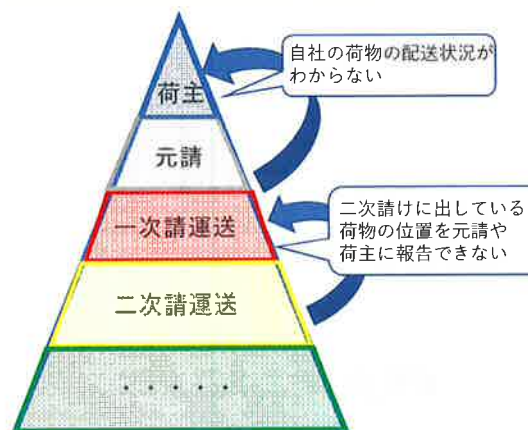 荷主
自社の荷物の配送状況が
わからない
元請
一次請運送
二次請けに出している
荷物の位置を元請や
荷主に報告できない
二次請運送
・・・・・